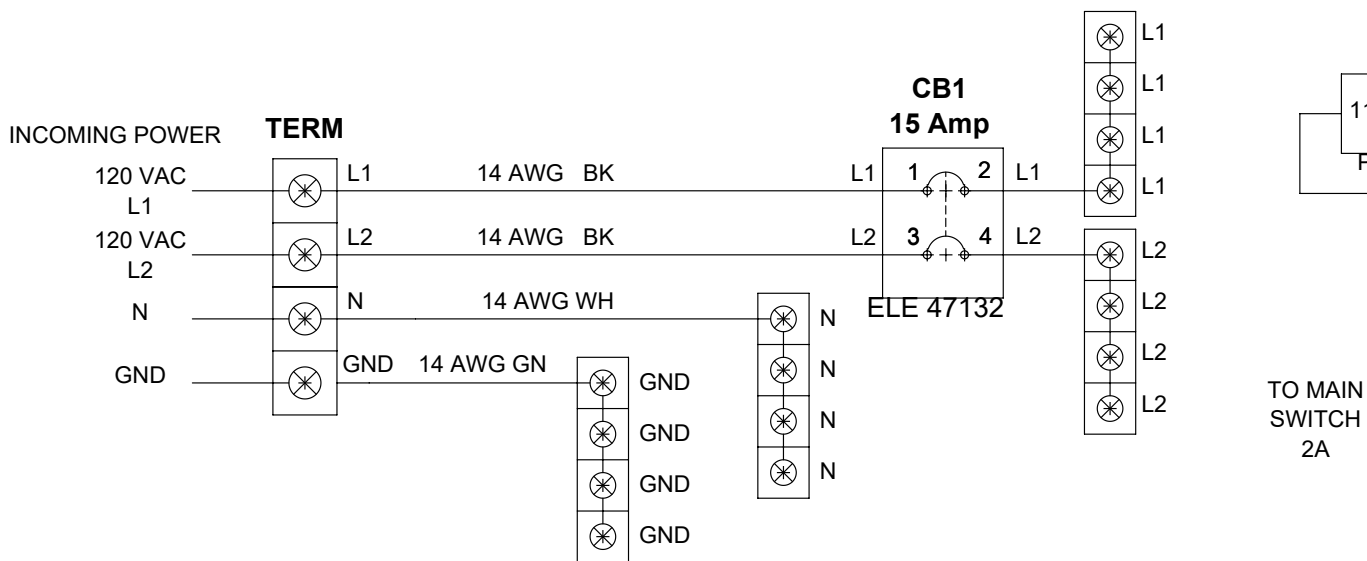 INCOMING POWER
TERM
120 VAC
L1
120 VAC
L2
N
GND
L1
14 AWG BK
L2
14 AWG BK
N
14 AWG WH
GND
14 AWG GN
GND
GND
GND
GND
N
N
N
N
CB1
15 Amp
L1
1
2
L1
L2
3
4
L2
ELE 47132
L1
L1
L1
L1
L2
L2
L2
L2
TO MAIN
SWITCH
2A